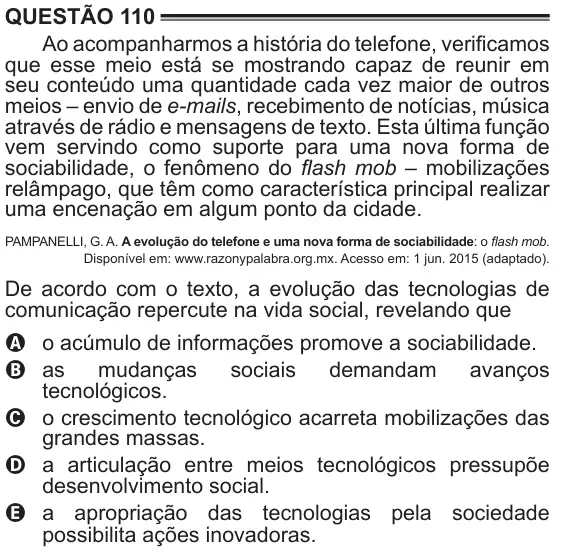 QUESTÃO 110
Ao acompanharmos a história do telefone, verificamos
que esse meio está se mostrando capaz de reunir em
seu conteúdo uma quantidade cada vez maior de outros
meios – envio de e-mails, recebimento de notícias, música
através de rádio e mensagens de texto. Esta última função
vem servindo como suporte para uma nova forma de
sociabilidade, o fenômeno do flash mob – mobilizações
relâmpago, que têm como característica principal realizar
uma encenação em algum ponto da cidade.
PAMPANELLI, G. A. A evolução do telefone e uma nova forma de sociabilidade: o flash mob.
Disponível em: www.razonypalabra.org.mx. Acesso em: 1 jun. 2015 (adaptado).
De acordo com o texto, a evolução das tecnologias de
comunicação repercute na vida social, revelando que
A o acúmulo de informações promove a sociabilidade.
B as mudanças sociais demandam avanços
tecnológicos.
C o crescimento tecnológico acarreta mobilizações das
grandes massas.
D a articulação entre meios tecnológicos pressupõe
desenvolvimento social.
E a apropriação das tecnologias pela sociedade
possibilita ações inovadoras.